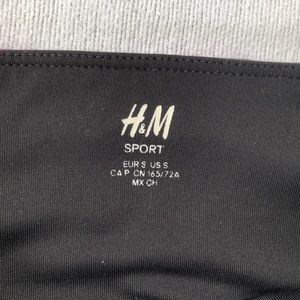 H&M
SPORT
EUR S US S
CA P CN 165/72A
MX CH